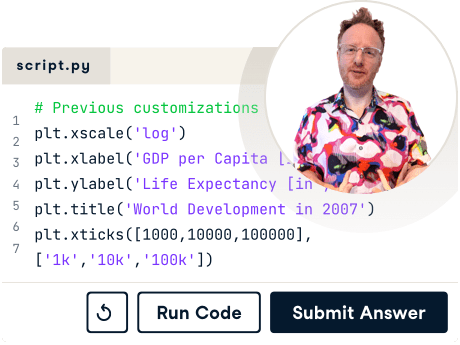 script.py
1
2
3
4
5
6
7
# Previous customizations
plt.xscale('log')
plt.xlabel('GDP per Capita [
plt.ylabel('Life Expectancy [in
plt.title('World Development in 2007')
plt.xticks([1000,10000,100000],
['1k','10k','100k'])
Run Code
Submit Answer